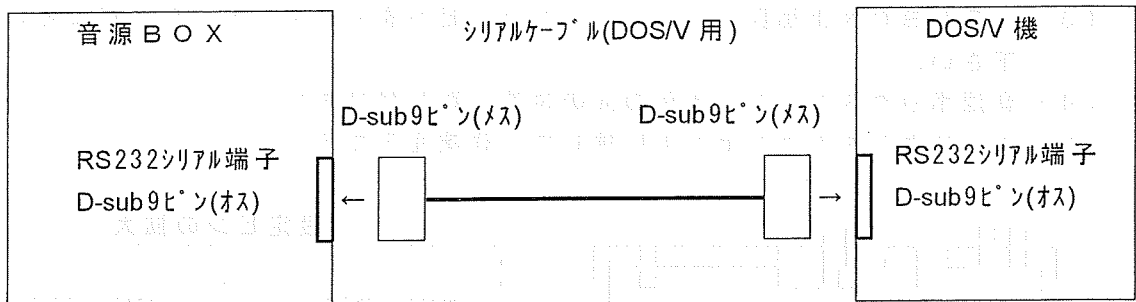 音源ＢＯＸ
ｼﾘｱﾙｹｰﾌﾞﾙ(DOS/V用)
DOS/V機
D-sub9ﾋﾟﾝ(ﾒｽ)
D-sub9ﾋﾟﾝ(ﾒｽ)
RS232ｼﾘｱﾙ端子
D-sub9ﾋﾟﾝ(ｵｽ)
←
→
RS232ｼﾘｱﾙ端子
D-sub9ﾋﾟﾝ(ｵｽ)